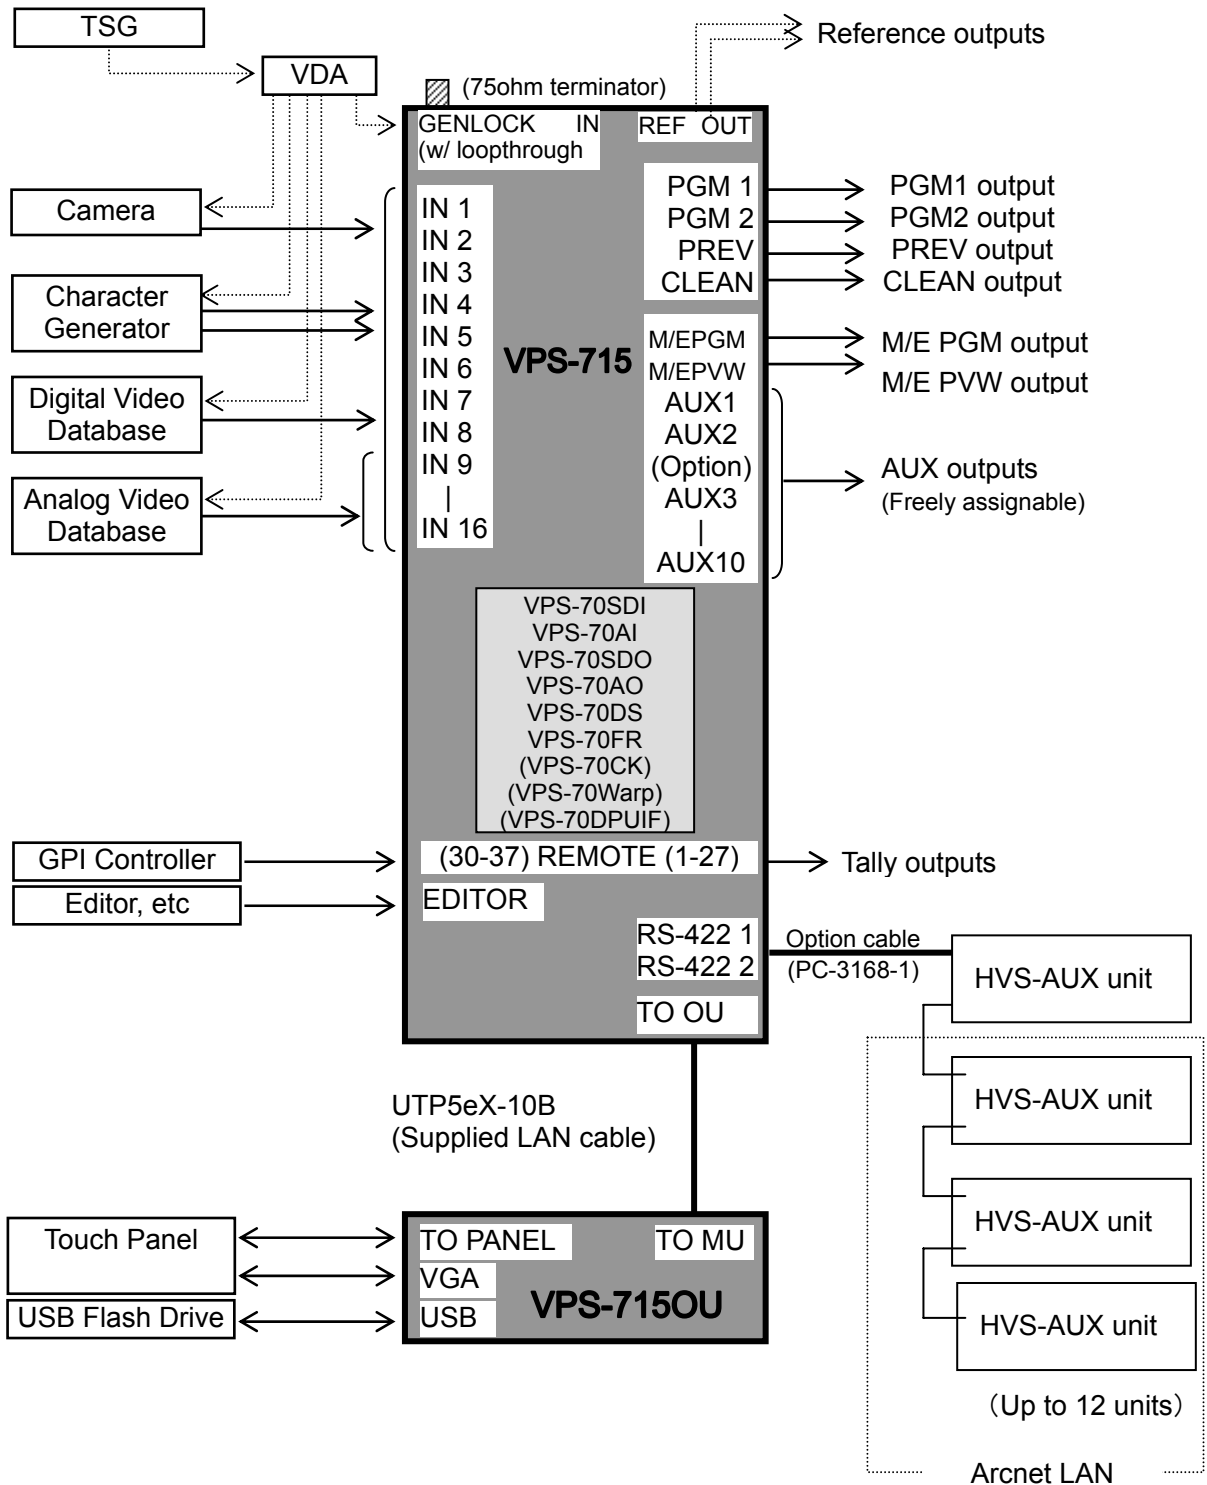 TSG
VDA
(75ohm terminator)
Reference outputs
GENLOCK IN
(w/ loopthrough
REF OUT
Camera
Character
Generator
Digital Video
Database
Analog Video
Database
IN 1
IN 2
IN 3
IN 4
IN 5
IN 6
IN 7
IN 8
IN 9
|
IN 16
VPS-715
PGM 1
PGM 2
PREV
CLEAN
M/EPGM
M/EPVW
AUX1
AUX2
(Option)
AUX3
|
AUX10
PGM1 output
PGM2 output
PREV output
CLEAN output
M/E PGM output
M/E PVW output
AUX outputs
(Freely assignable)
VPS-70SDI
VPS-70AI
VPS-70SDO
VPS-70AO
VPS-70DS
VPS-70FR
(VPS-70CK)
(VPS-70Warp)
(VPS-70DPUIF)
GPI Controller
Editor, etc
(30-37) REMOTE (1-27)
Tally outputs
EDITOR
RS-422 1
RS-422 2
TO OU
Option cable
(PC-3168-1)
HVS-AUX unit
HVS-AUX unit
HVS-AUX unit
HVS-AUX unit
(Up to 12 units)
Arcnet LAN
UTP5eX-10B
(Supplied LAN cable)
Touch Panel
USB Flash Drive
TO PANEL
TO MU
VGA
USB
VPS-715OU